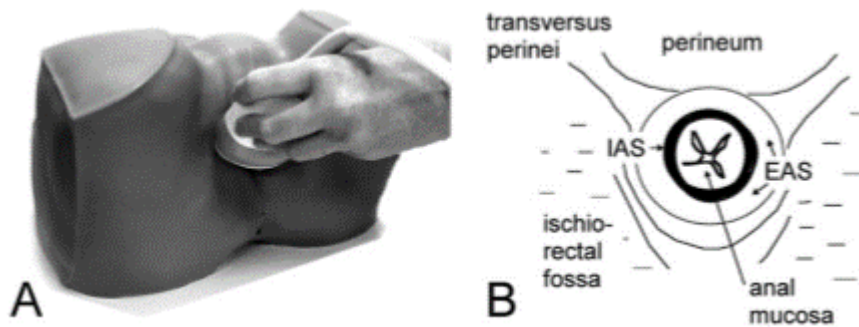 A
transversus
perinei
perineum
IAS
EAS
ischio-
rectal
fossa
anal
mucosa
B